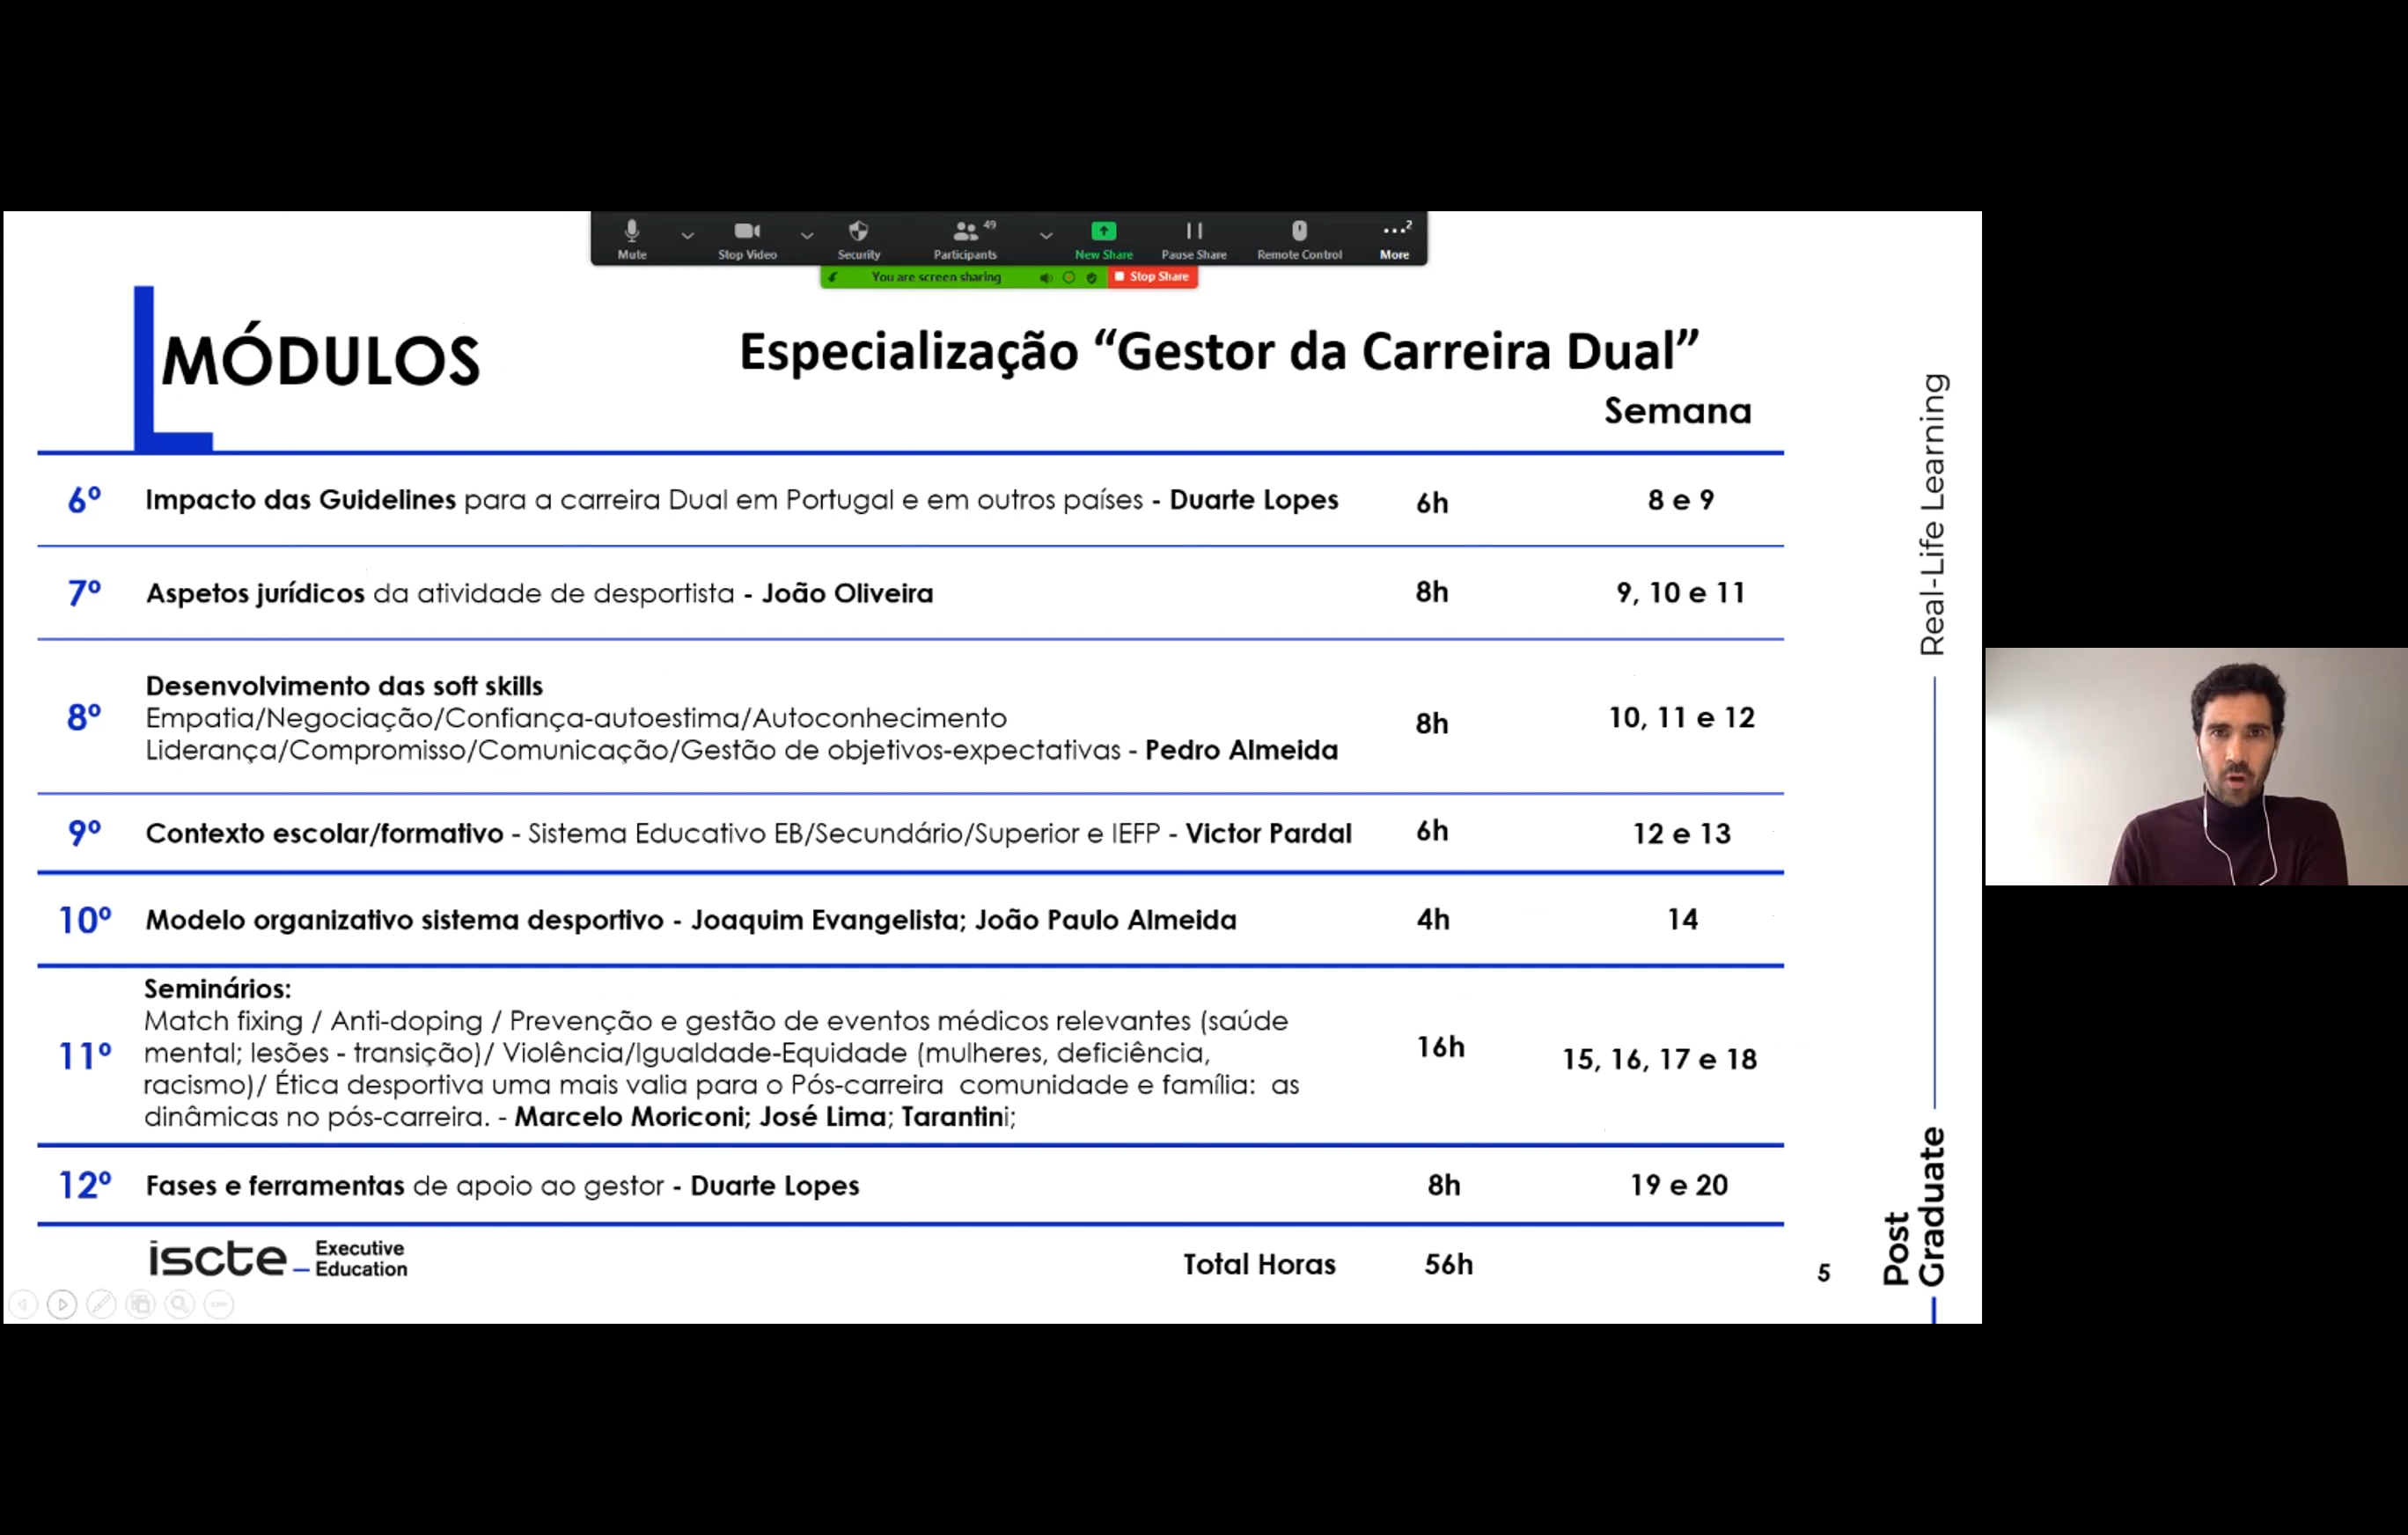 Mute
Stop Video
Security
Participants
49
New Share
Pause Share
Remote Control
2
More
You are screen sharing
Stop Share
MÓDULOS
Especialização “Gestor da Carreira Dual”
Semana
6º Impacto das Guidelines para a carreira Dual em Portugal e em outros países - Duarte Lopes 6h 8 e 9
7º Aspetos jurídicos da atividade de desportista - João Oliveira 8h 9, 10 e 11
8º
Desenvolvimento das soft skills
Empatia/Negociação/Confiança-autoestima/Autoconhecimento
Liderança/Compromisso/Comunicação/Gestão de objetivos-expectativas - Pedro Almeida
8h 10, 11 e 12
9º Contexto escolar/formativo - Sistema Educativo EB/Secundário/Superior e IEFP - Victor Pardal 6h 12 e 13
10º Modelo organizativo sistema desportivo - Joaquim Evangelista; João Paulo Almeida 4h 14
11º
Seminários:
Match fixing / Anti-doping / Prevenção e gestão de eventos médicos relevantes (saúde
mental; lesões - transição)/ Violência/Igualdade-Equidade (mulheres, deficiência,
racismo)/ Ética desportiva uma mais valia para o Pós-carreira comunidade e família: as
dinâmicas no pós-carreira. - Marcelo Moriconi; José Lima; Tarantini;
16h 15, 16, 17 e 18
12º Fases e ferramentas de apoio ao gestor - Duarte Lopes 8h 19 e 20
iscte_ Executive
Education
Total Horas 56h
5
Real-Life Learning
Post
Graduate